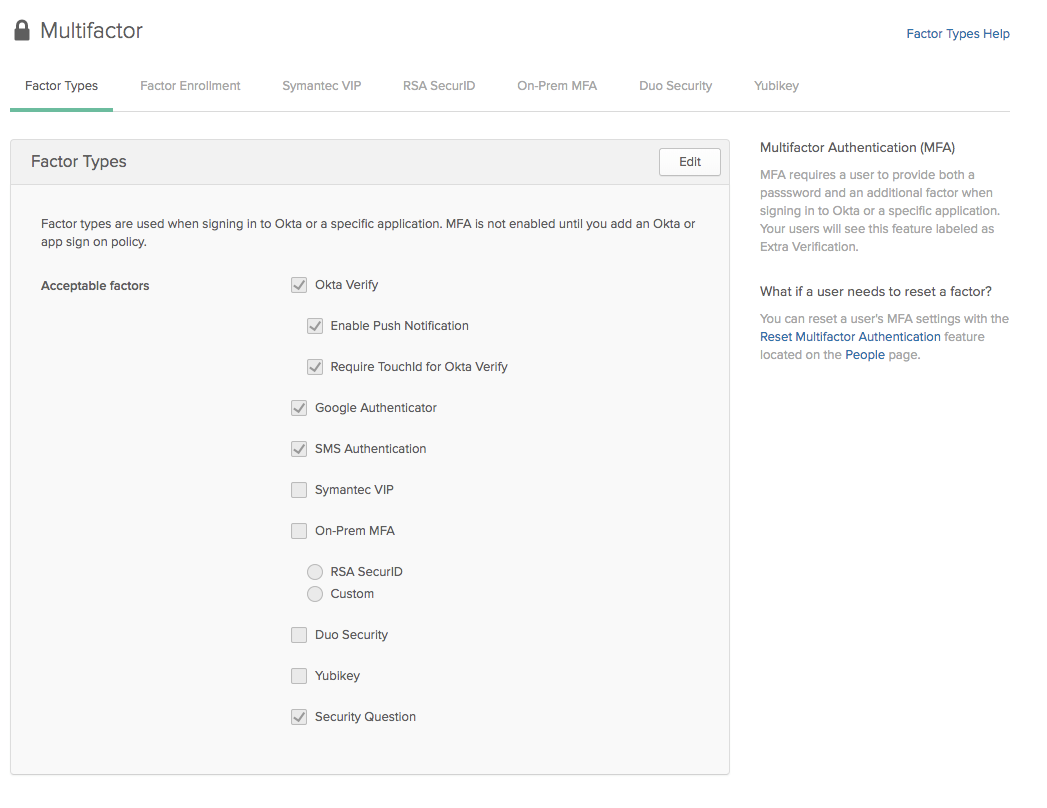 Multifactor
Factor Types Help
Factor Types
Factor Enrollment
Symantec VIP
RSA SecurID
On-Prem MFA
Duo Security
Yubikey
Factor Types
Edit
Factor types are used when signing in to Okta or a specific application. MFA is not enabled until you add an Okta or
app sign on policy.
Acceptable factors
Okta Verify
Enable Push Notification
Require TouchId for Okta Verify
Google Authenticator
SMS Authentication
Symantec VIP
On-Prem MFA
RSA SecurID
Custom
Duo Security
Yubikey
Security Question
Multifactor Authentication (MFA)
MFA requires a user to provide both a
passsword and an additional factor when
signing in to Okta or a specific application.
Your users will see this feature labeled as
Extra Verification.
What if a user needs to reset a factor?
You can reset a user's MFA settings with the
Reset Multifactor Authentication feature
located on the People page.